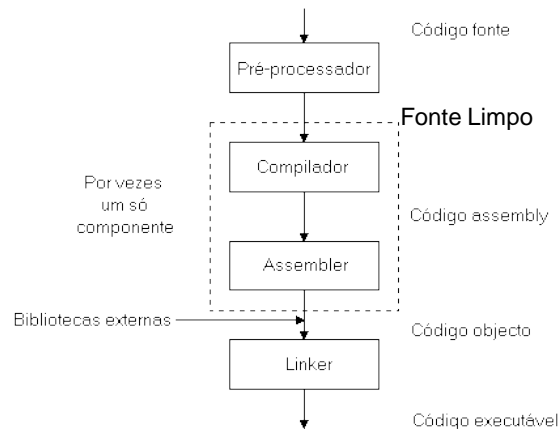 Código fonte
Pré-processador
Fonte Limpo
Compilador
Por vezes
um só
componente
Código assembly
Assembler
Bibliotecas externas
Código objecto
Linker
Código executável